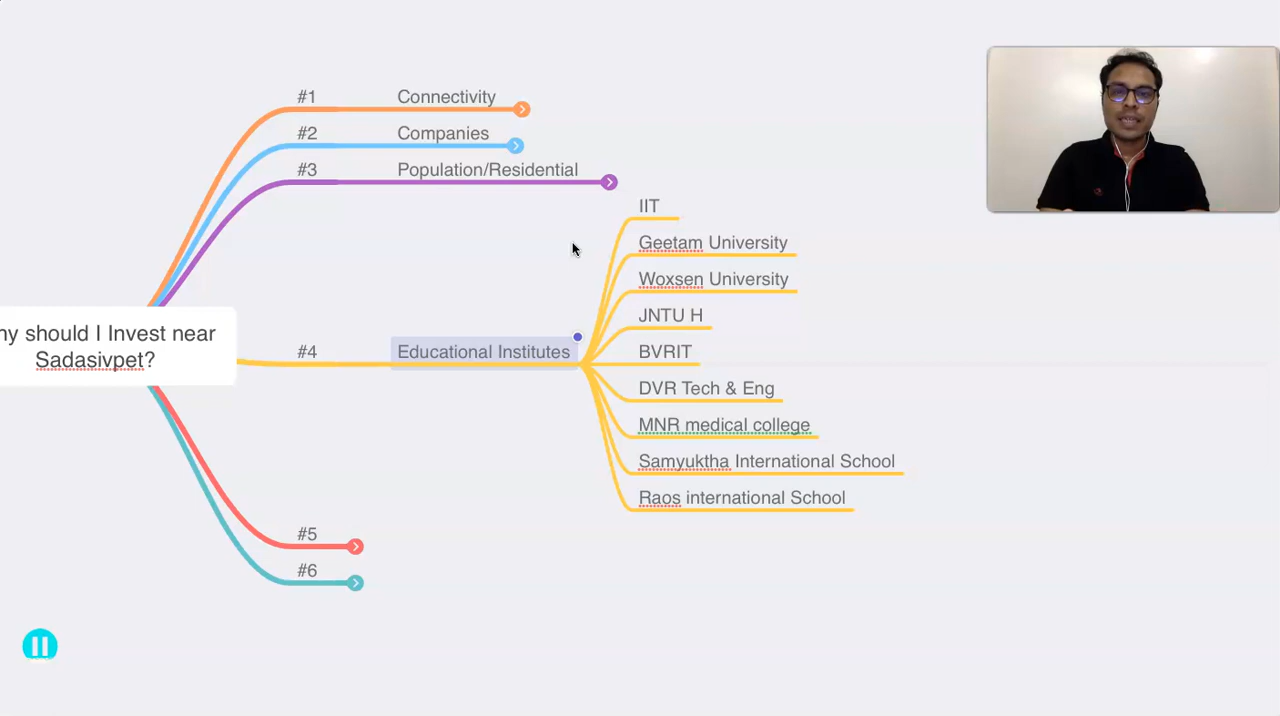 #1 Connectivity
#2 Companies
#3 Population/Residential
IIT
Geetam University
Woxsen University
hy should I Invest near
Sadasivpet?
JNTU H
#4 Educational Institutes
BVRIT
DVR Tech & Eng
MNR medical college
Samyuktha International School
Raos international School
#5
#6